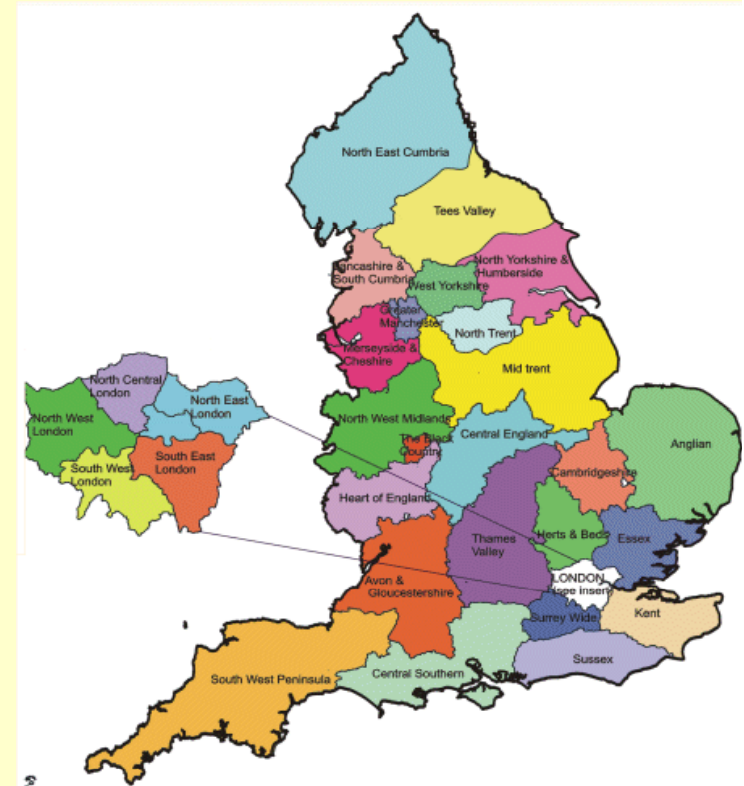 North East Cumbria
Tees Valley
Lancashire &
South Cumbria
North Yorkshire &
Humberside
West Yorkshire
Greater
Manchester
North Trent
Merseyside &
Cheshire
Mid trent
North Central
London
North East
London
North West
London
South West
London
South East
London
North West Midlands
The Black
Country
Central England
Anglian
Cambridgeshire
Heart of England
Thames
Valley
Herts & Beds
Essex
LONDON
(see insert)
Avon &
Gloucestershire
Surrey Wide
Kent
Sussex
South West Peninsula
Central Southern